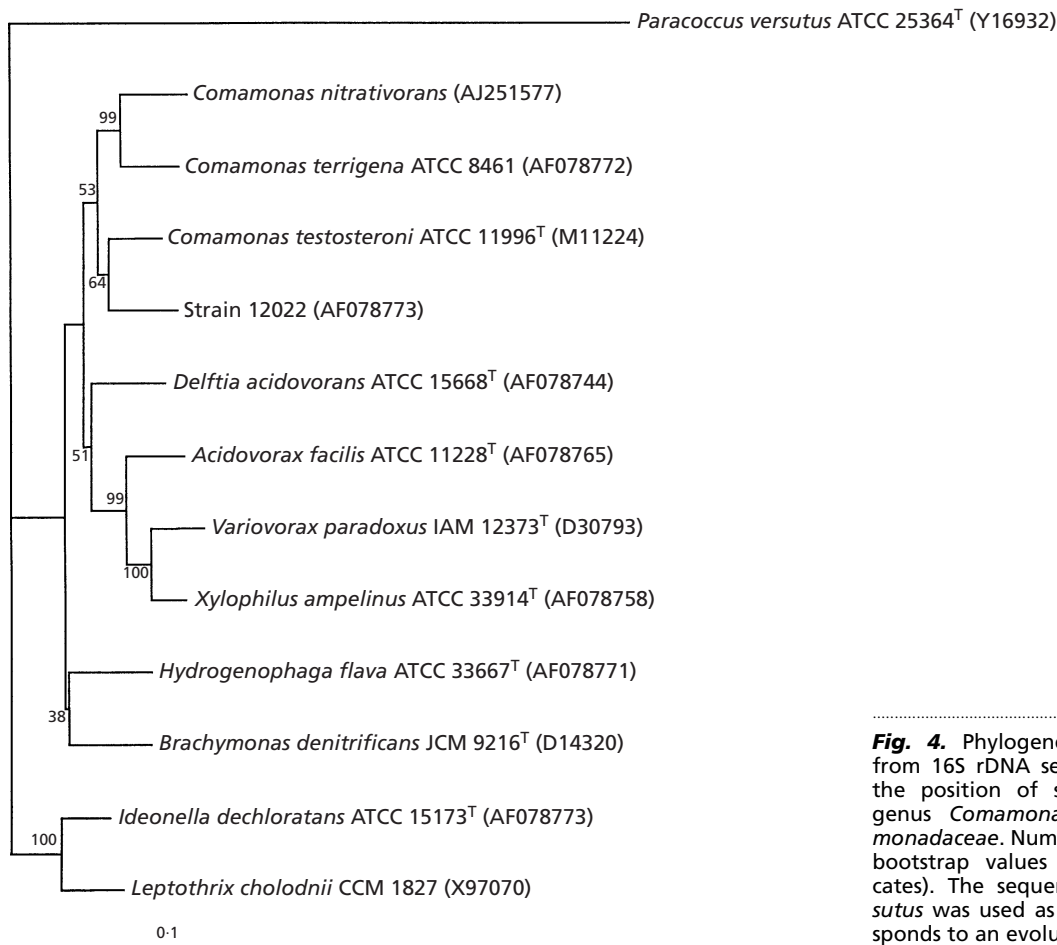 Paracoccus versutus ATCC 25364ᵀ (Y16932)
Comamonas nitrativorans (AJ251577)
99
Comamonas terrigena ATCC 8461 (AF078772)
53
Comamonas testosteroni ATCC 11996ᵀ (M11224)
64
Strain 12022 (AF078773)
Delftia acidovorans ATCC 15668ᵀ (AF078744)
51
Acidovorax facilis ATCC 11228ᵀ (AF078765)
99
Variovorax paradoxus IAM 12373ᵀ (D30793)
100
Xylophilus ampelinus ATCC 33914ᵀ (AF078758)
Hydrogenophaga flava ATCC 33667ᵀ (AF078771)
38
Brachymonas denitrificans JCM 9216ᵀ (D14320)
Ideonella dechloratans ATCC 15173ᵀ (AF078773)
100
Leptothrix cholodnii CCM 1827 (X97070)
0·1
Fig. 4. Phylogene
from 16S rDNA se
the position of s
genus Comamona
monadaceae. Num
bootstrap values
cates). The sequen
sutus was used as
sponds to an evolu